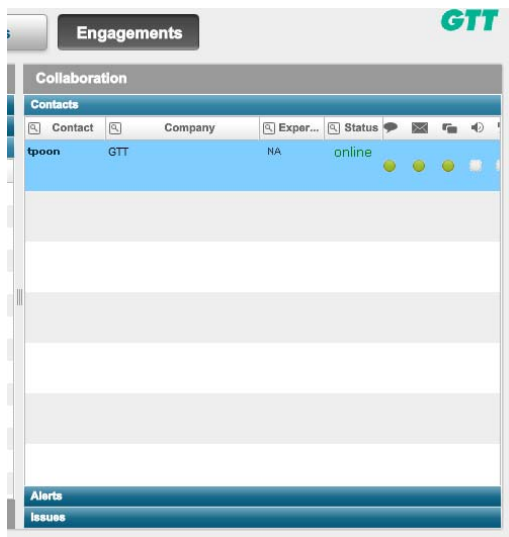 s
Engagements
GTT
Collaboration
Contacts
Contact Company Exper... Status
tpoon GTT NA online
Alerts
Issues